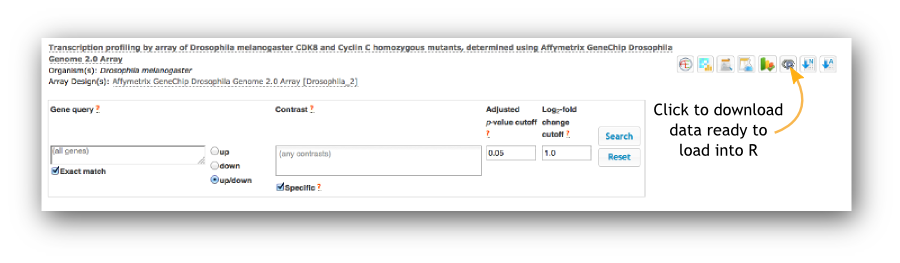 Transcription profiling by array of Drosophila melanogaster CDK8 and Cyclin C homozygous mutants, determined using Affymetrix GeneChip Drosophila
Genome 2.0 Array
Organism(s): Drosophila melanogaster
Array Design(s): Affymetrix GeneChip Drosophila Genome 2.0 Array [Drosophila_2]
Gene query ?
Contrast ?
Adjusted
p-value cutoff
?
Log2-fold
change
cutoff ?
(all genes)
Exact match
up
down
up/down
(any contrasts)
Specific ?
0.05
1.0
Search
Reset
N
A
Click to download
data ready to
load into R